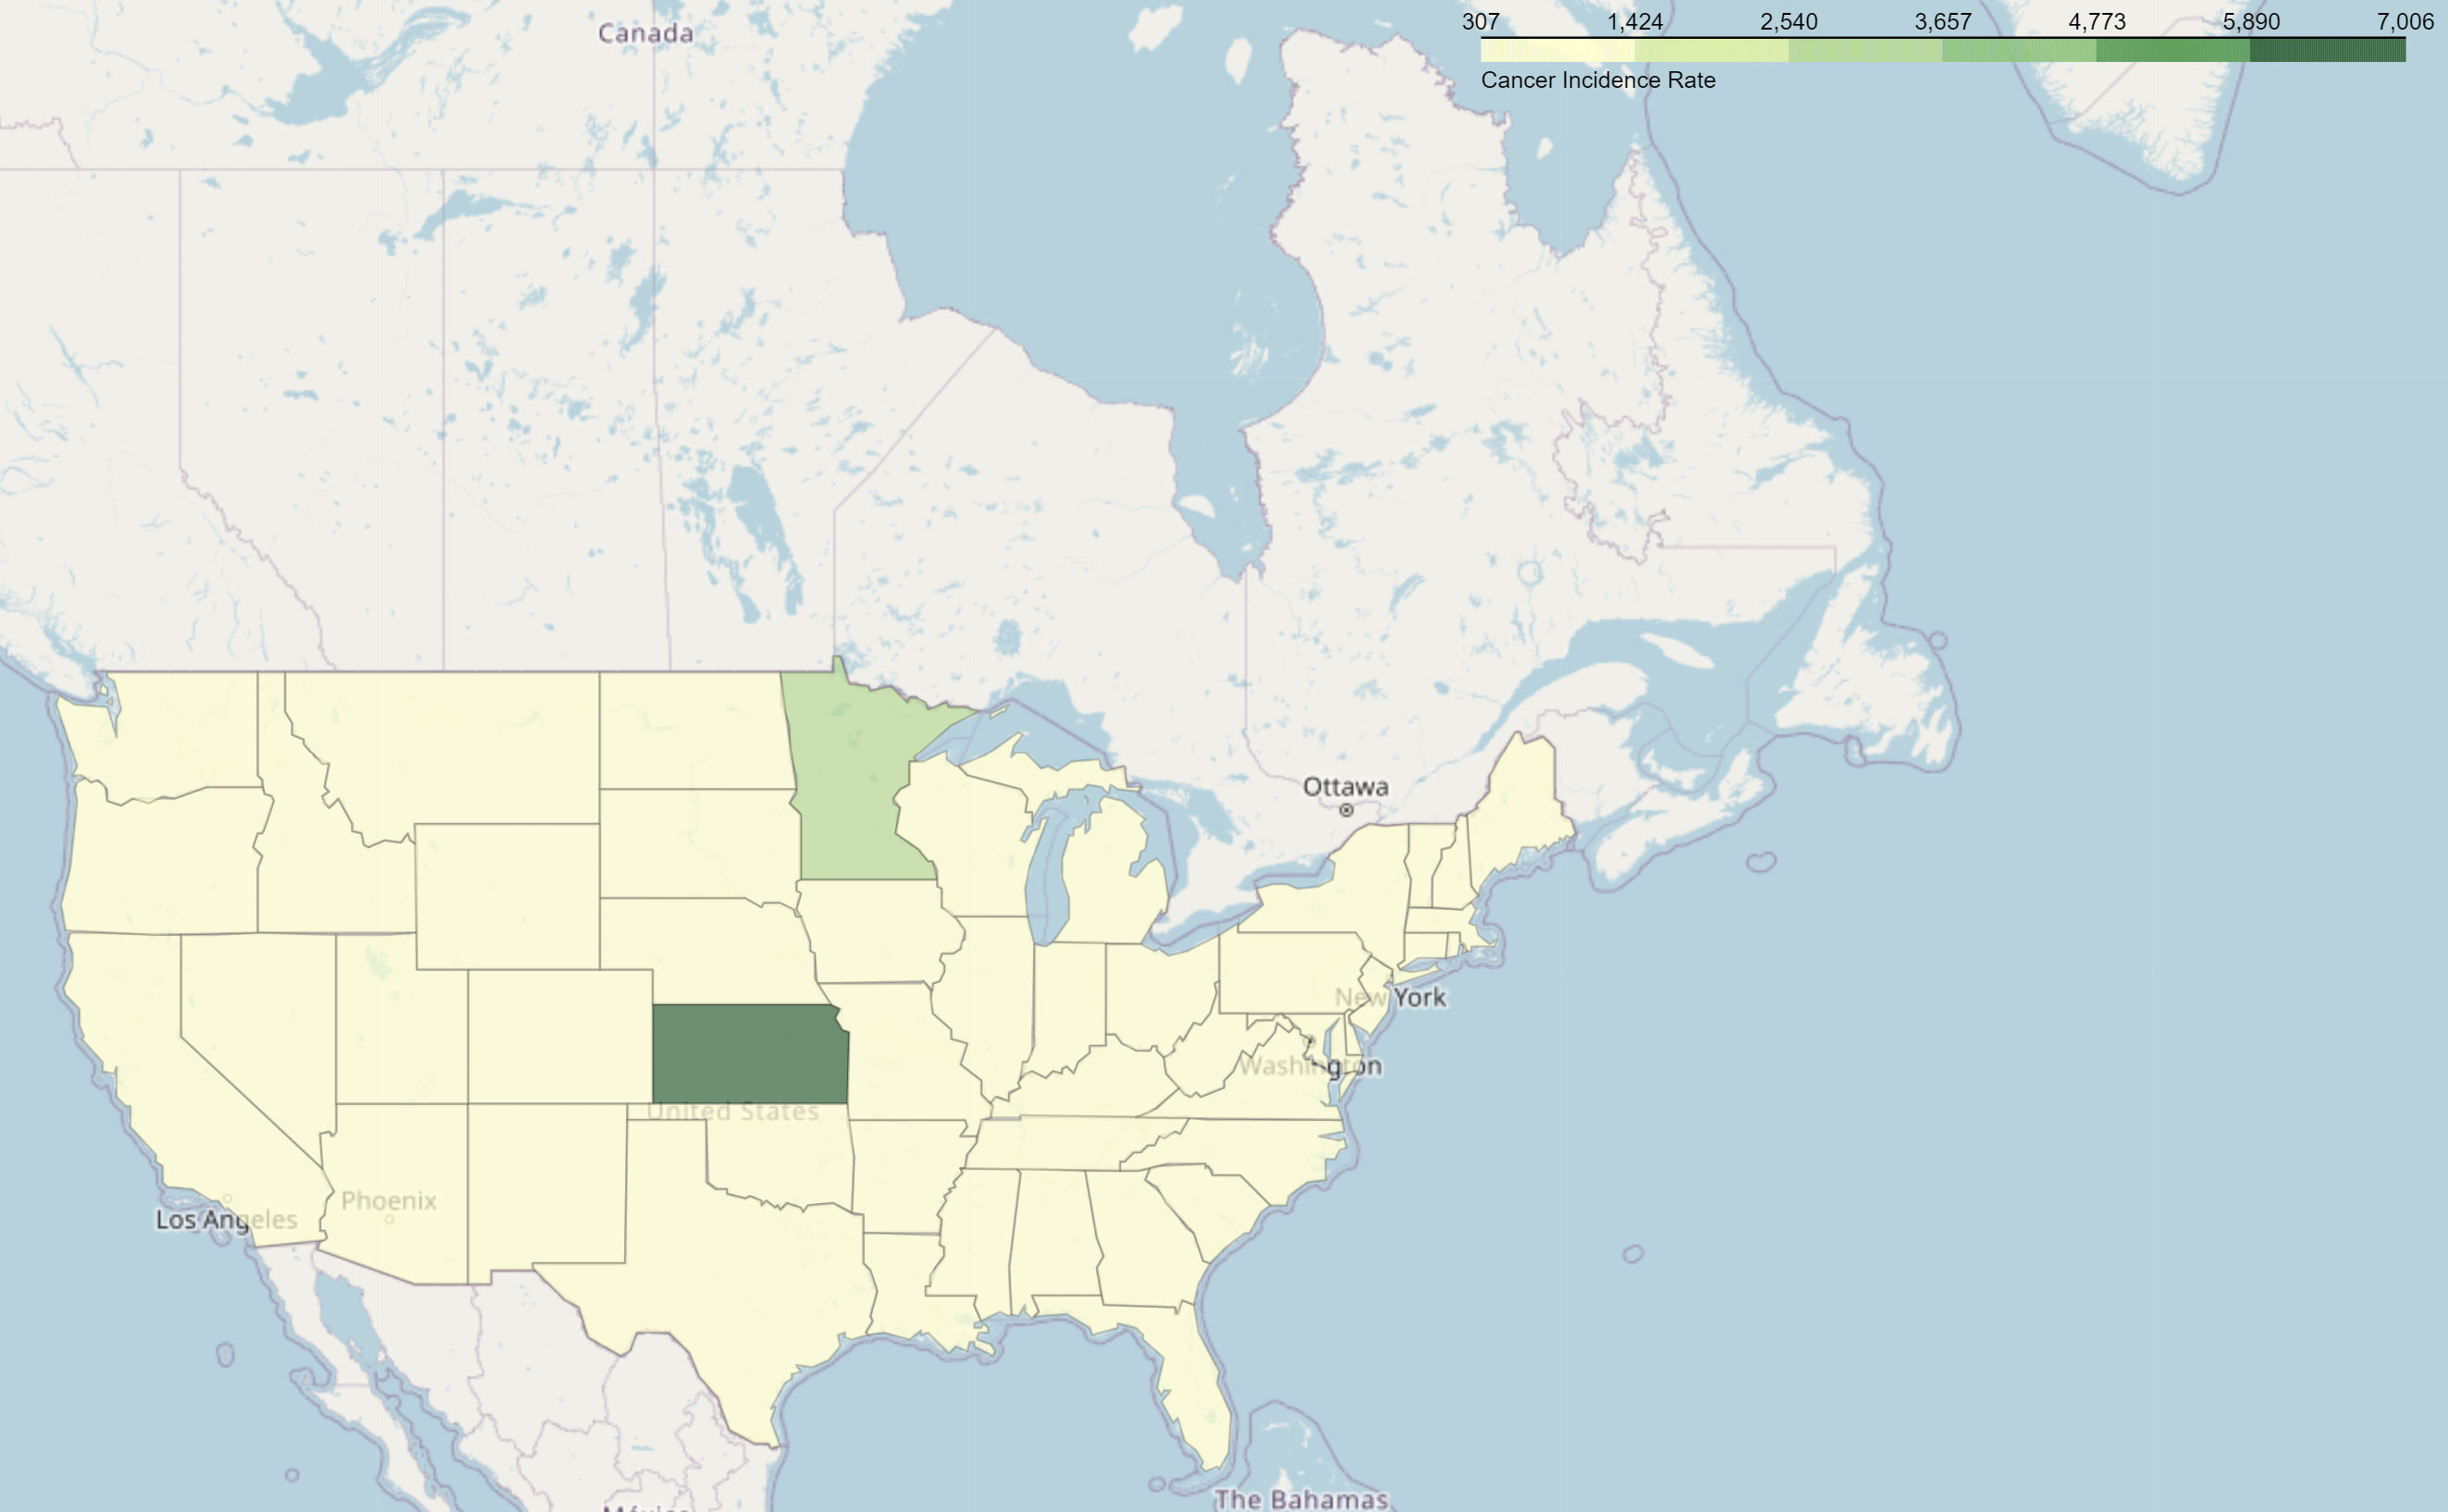 Canada
307 1,424 2,540 3,657 4,773 5,890 7,006
Cancer Incidence Rate
Ottawa
New York
Washington
United States
Phoenix
Los Angeles
The Bahamas
México